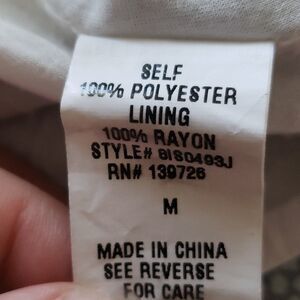 SELF
100% POLYESTER
LINING
100% RAYON
STYLE# 8IS0493J
RN# 139726
M
MADE IN CHINA
SEE REVERSE
FOR CARE